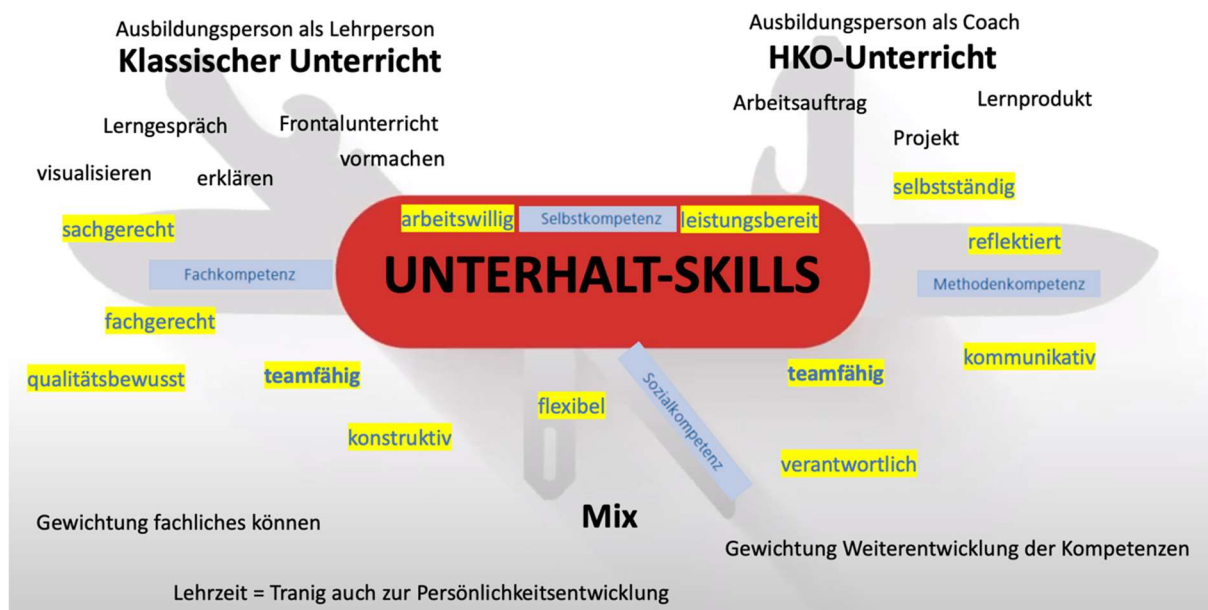 Ausbildungsperson als Lehrperson
Klassischer Unterricht
Ausbildungsperson als Coach
HKO-Unterricht
Lerngespräch
Frontalunterricht
visualisieren
erklären
vormachen
Arbeitsauftrag
Lernprodukt
Projekt
selbstständig
sachgerecht
arbeitswillig
Selbstkompetenz
leistungsbereit
reflektiert
Fachkompetenz
UNTERHALT-SKILLS
Methodenkompetenz
fachgerecht
qualitätsbewusst
teamfähig
flexibel
Sozialkompetenz
teamfähig
kommunikativ
konstruktiv
verantwortlich
Gewichtung fachliches können
Mix
Gewichtung Weiterentwicklung der Kompetenzen
Lehrzeit = Tranig auch zur Persönlichkeitsentwicklung